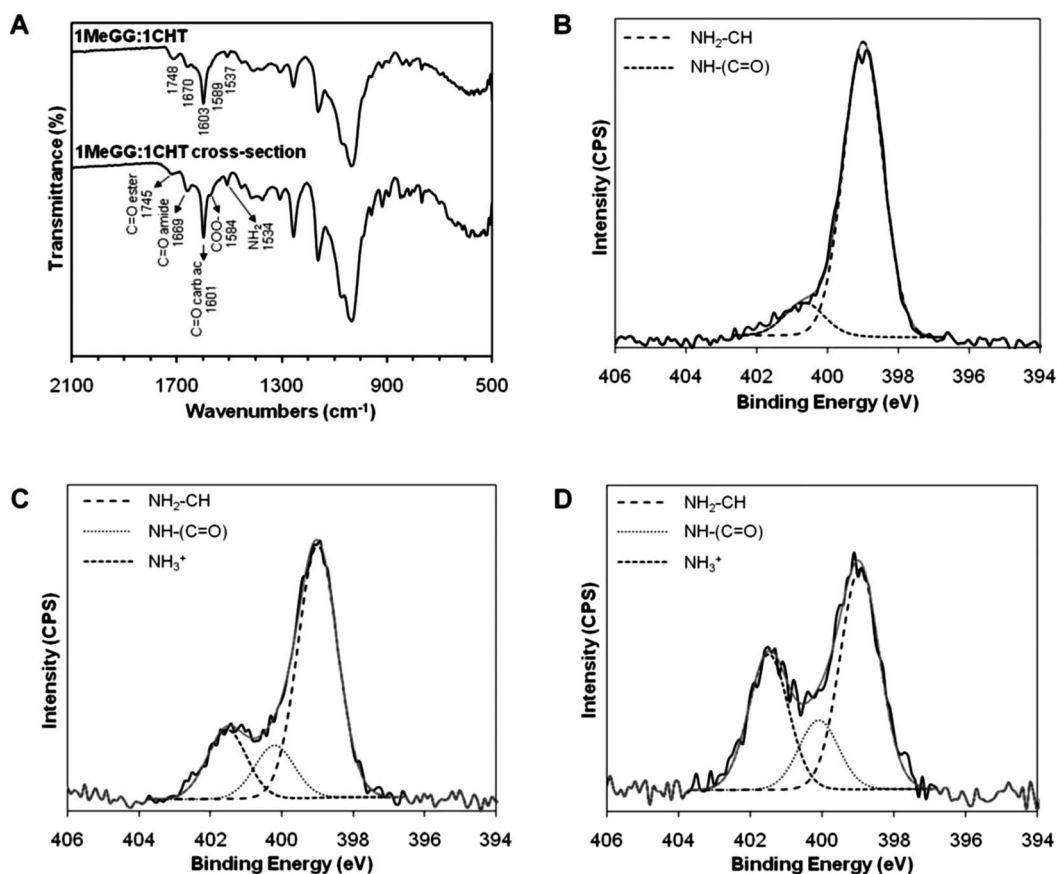 A
1MeGG:1CHT
1748
1670
1603
1589
1537
1MeGG:1CHT cross-section
C=O ester
1745
C=O amide
1669
C=O carb ac
1601
COO-
1584
NH₂
1534
Transmittance (%)
2100 1700 1300 900 500
Wavenumbers (cm⁻¹)
B
NH₂-CH
NH-(C=O)
Intensity (CPS)
406 404 402 400 398 396 394
Binding Energy (eV)
C
NH₂-CH
NH-(C=O)
NH₃⁺
Intensity (CPS)
406 404 402 400 398 396 394
Binding Energy (eV)
D
NH₂-CH
NH-(C=O)
NH₃⁺
Intensity (CPS)
406 404 402 400 398 396 394
Binding Energy (eV)